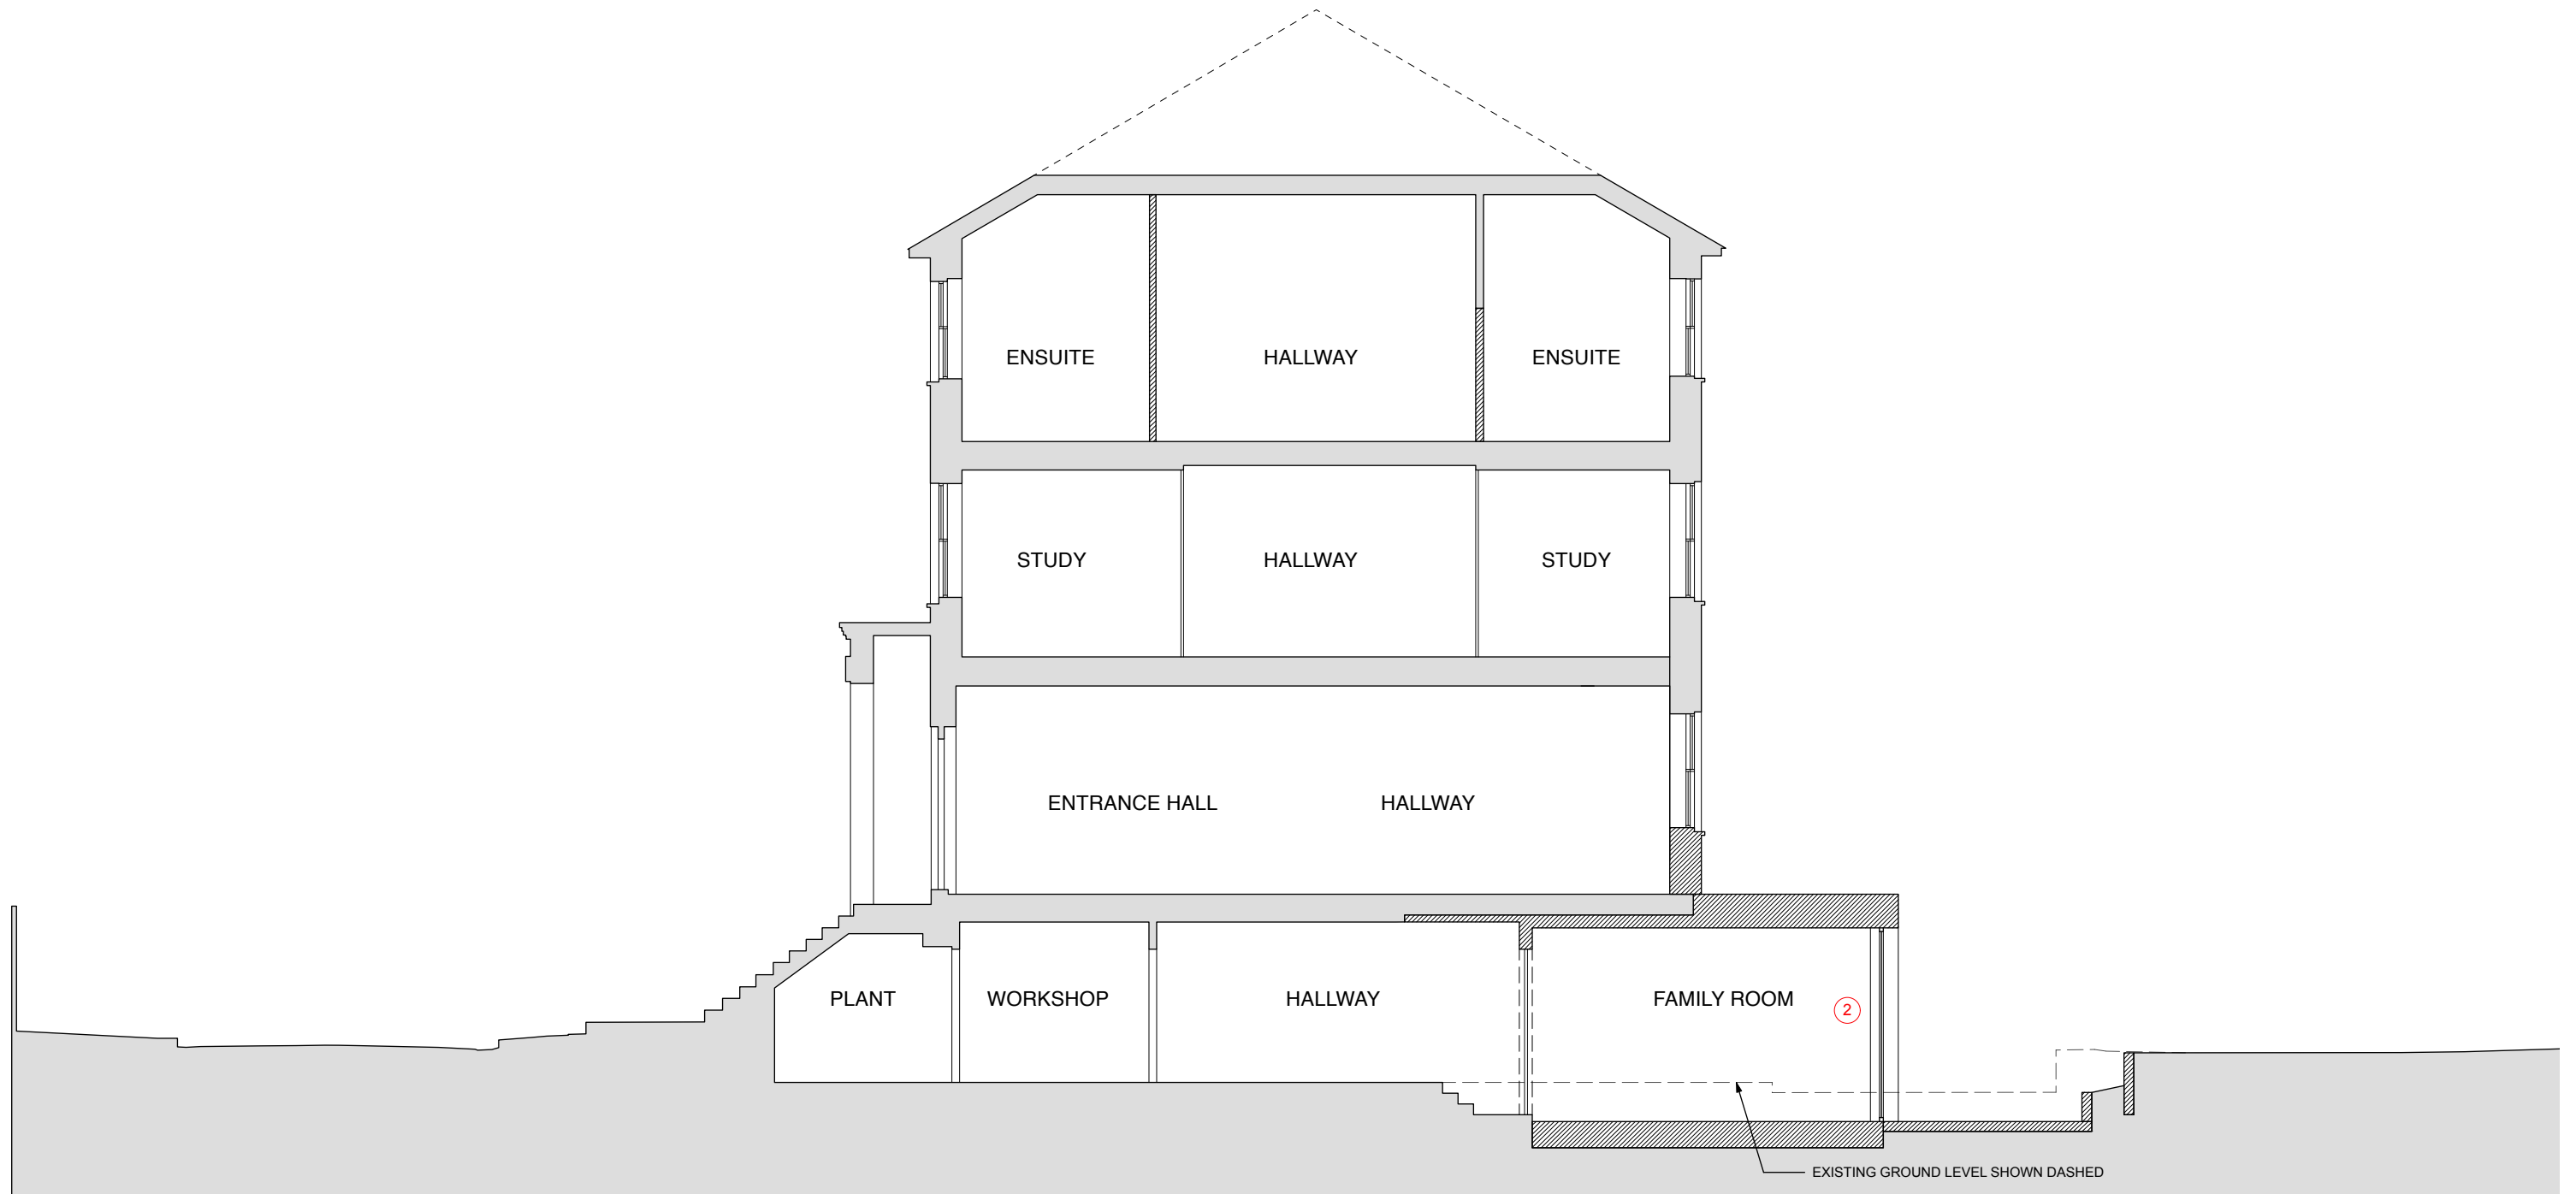 ENSUITE HALLWAY ENSUITE
STUDY HALLWAY STUDY
ENTRANCE HALL HALLWAY
PLANT WORKSHOP HALLWAY FAMILY ROOM 2
EXISTING GROUND LEVEL SHOWN DASHED